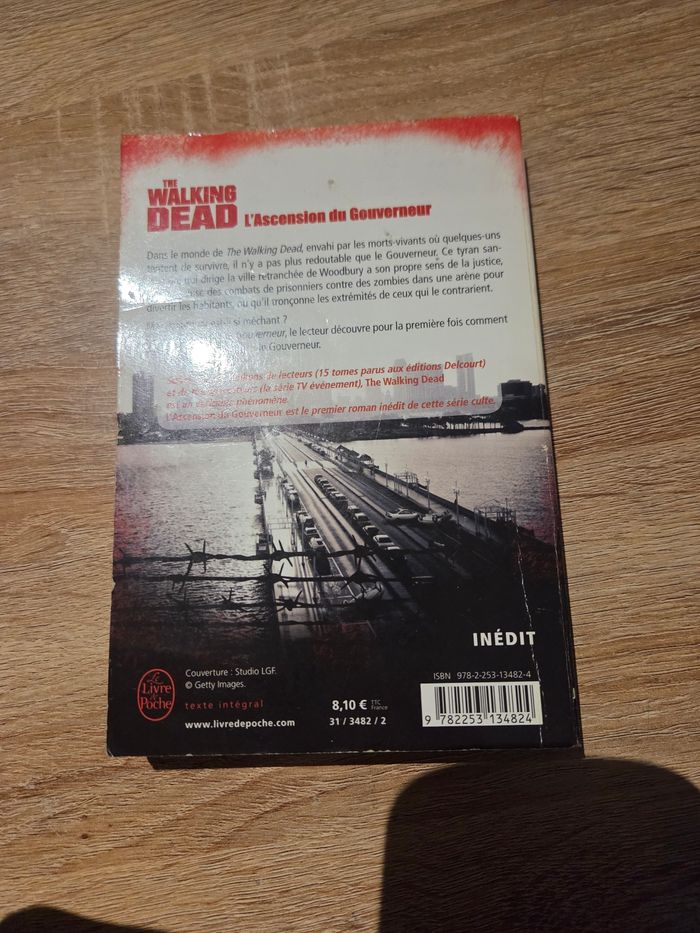 THE
WALKING
DEAD
L'Ascension du Gouverneur
Dans le monde de The Walking Dead, envahi par les morts-vivants où quelques-uns
tentent de survivre, il n'y a pas plus redoutable que le Gouverneur. Ce tyran san-
qui dirige la ville retranchée de Woodbury a son propre sens de la justice,
des combats de prisonniers contre des zombies dans une arène pour
divertir les habitants, ou qu'il tronçonne les extrémités de ceux qui le contrarient.
si méchant ?
Gouverneur, le lecteur découvre pour la première fois comment
le Gouverneur.
de lecteurs (15 tomes parus aux éditions Delcourt)
et de (la série TV événement), The Walking Dead
est un phénomène.
L'Ascension du Gouverneur est le premier roman inédit de cette série culte.
INÉDIT
Le
Livre
de
Poche
Couverture : Studio LGF.
© Getty Images.
texte intégral
www.livredepoche.com
8,10 € TTC
France
31 / 3482 / 2
ISBN 978-2-253-13482-4
9 782253 134824